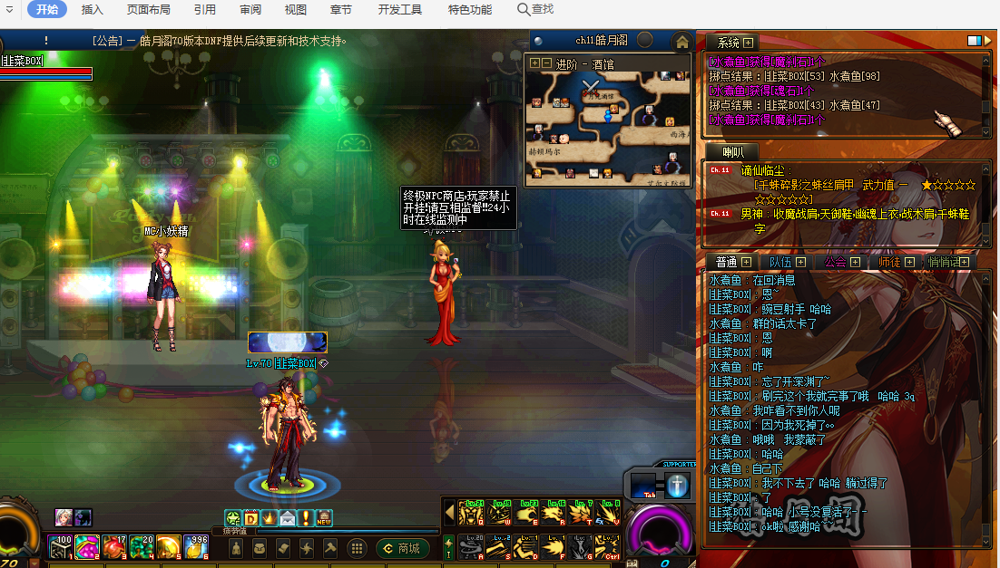 开始 插入 页面布局 引用 审阅 视图 章节 开发工具 特色功能 查找
! [公告] — 皓月阁70版本DNF提供后续更新和技术支持。
|韭菜BOX|
ch11.皓月阁
进阶 - 酒馆
月光酒馆
西海岸
赫顿玛尔
终极NPC商店,玩家禁止
开挂!请互相监督!!24小
时在线监测中
MC小妖精
Lv.70 |韭菜BOX|
SUPPORTER
Tab
商城
疲劳值
NEW
100
17
20
996
70
0
系统
[水煮鱼]获得[魔刹石]1个
掷点结果 : |韭菜BOX|[53] 水煮鱼[98]
[水煮鱼]获得[魂石]1个
掷点结果 : |韭菜BOX|[43] 水煮鱼[47]
[水煮鱼]获得[魔刹石]1个
喇叭
Ch.11 谪仙临尘 :
[千蛛碎影之蛛丝肩甲 武力值 — ★☆☆☆☆
☆☆☆☆☆]
Ch.11 男神 : 收魔战肩,天御鞋,幽魂上衣,战术肩,千蛛鞋
字
普通 队伍 公会 师徒 悄悄话
水煮鱼 : 在回消息
|韭菜BOX| : 恩~
|韭菜BOX| : 豌豆射手 哈哈
水煮鱼 : 群的话太卡了
|韭菜BOX| : 恩
|韭菜BOX| : 啊
水煮鱼 : 咋
|韭菜BOX| : 忘了开深渊了~
|韭菜BOX| : 刷完这个我就完事了哦 哈哈 3q
水煮鱼 : 我咋看不到你人呢
|韭菜BOX| : 因为我死掉了。。
水煮鱼 : 哦哦 我蒙蔽了
|韭菜BOX| : 哈哈
水煮鱼 : 自己下
|韭菜BOX| : 我不下去了 哈哈 躺过得了
|韭菜BOX| : 了
|韭菜BOX| : 哈哈 小号没复活了- -
|韭菜BOX| : ok啦 感谢哈~
皓月阁